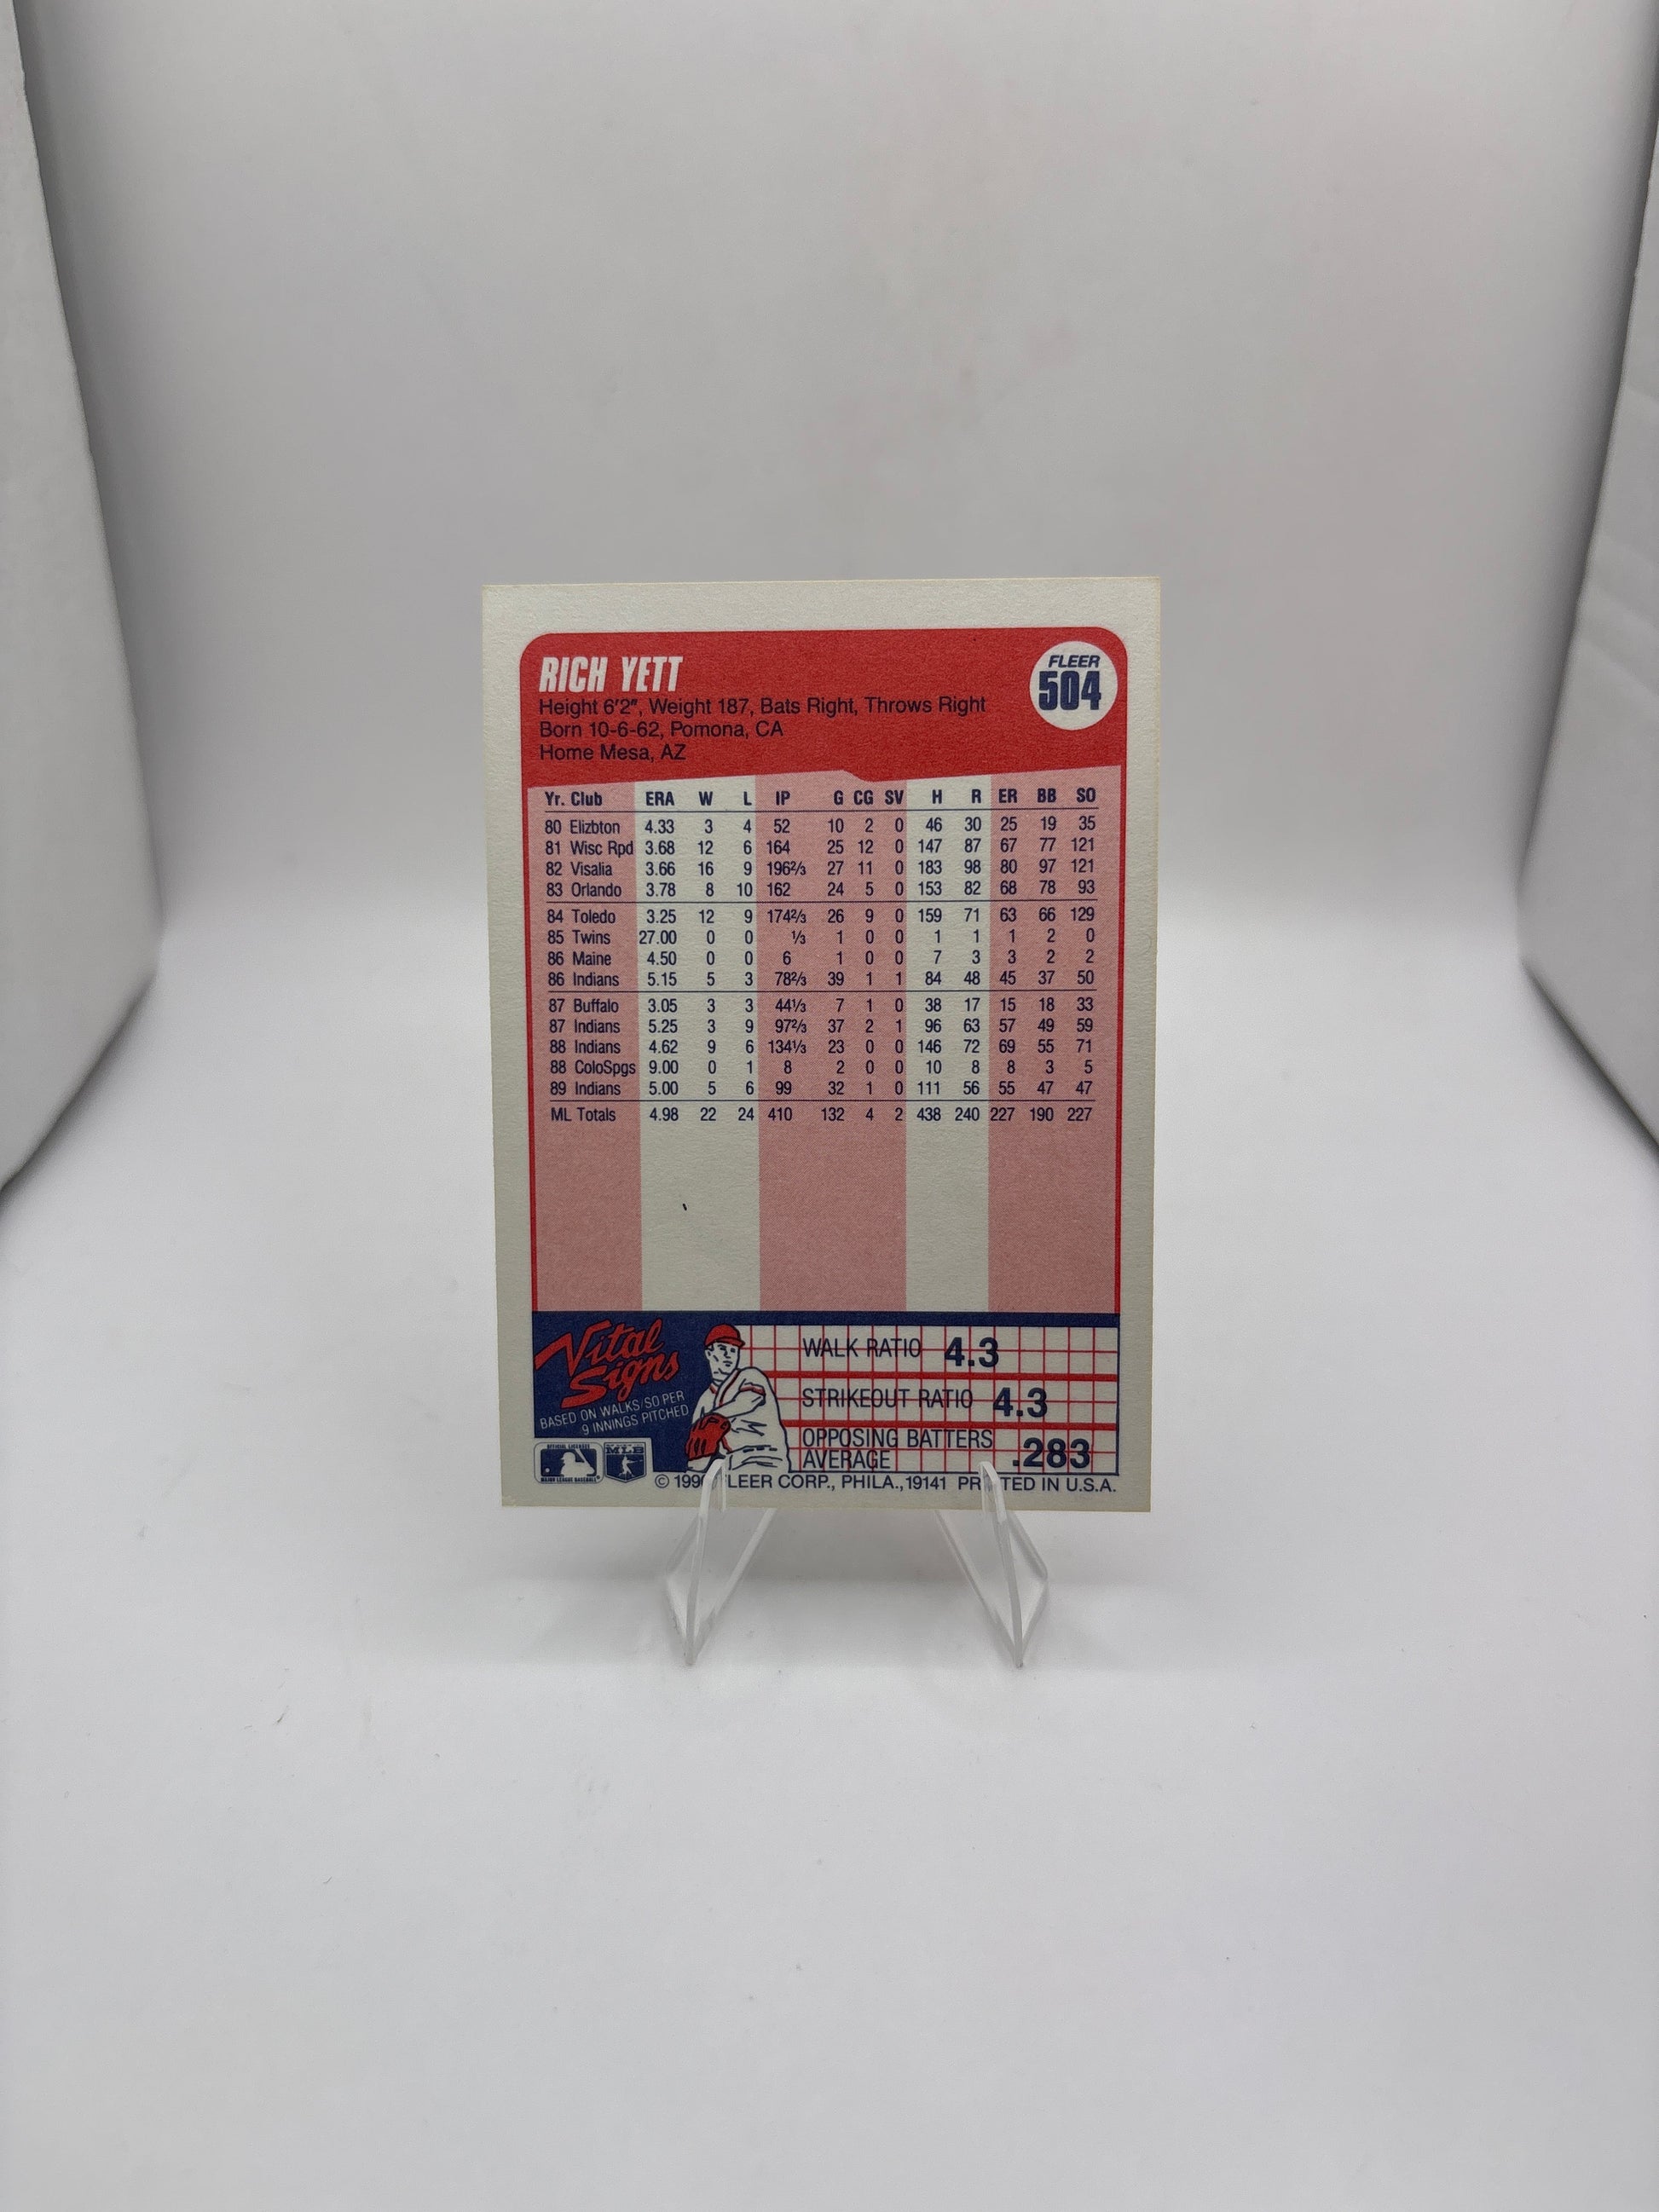 RICH YETT
FLEER
504
Height 6'2", Weight 187, Bats Right, Throws Right
Born 10-6-62, Pomona, CA
Home Mesa, AZ
Yr. Club ERA W L IP G CG SV H R ER BB SO
80 Elizbton 4.33 3 4 52 10 2 0 46 30 25 19 35
81 Wisc Rpd 3.68 12 6 164 25 12 0 147 87 67 77 121
82 Visalia 3.66 16 9 196⅔ 27 11 0 183 98 80 97 121
83 Orlando 3.78 8 10 162 24 5 0 153 82 68 78 93
84 Toledo 3.25 12 9 174⅔ 26 9 0 159 71 63 66 129
85 Twins 27.00 0 0 ⅓ 1 0 0 1 1 1 2 0
86 Maine 4.50 0 0 6 1 0 0 7 3 3 2 2
86 Indians 5.15 5 3 78⅔ 39 1 1 84 48 45 37 50
87 Buffalo 3.05 3 3 44⅓ 7 1 0 38 17 15 18 33
87 Indians 5.25 3 9 97⅔ 37 2 1 96 63 57 49 59
88 Indians 4.62 9 6 134⅓ 23 0 0 146 72 69 55 71
88 ColoSpgs 9.00 0 1 8 2 0 0 10 8 8 3 5
89 Indians 5.00 5 6 99 32 1 0 111 56 55 47 47
ML Totals 4.98 22 24 410 132 4 2 438 240 227 190 227
Vital
Signs
BASED ON WALKS/SO PER
9 INNINGS PITCHED
WALK RATIO 4.3
STRIKEOUT RATIO 4.3
OPPOSING BATTERS
AVERAGE .283
MLB
© FLEER CORP., PHILA., 19141 PRINTED IN U.S.A.